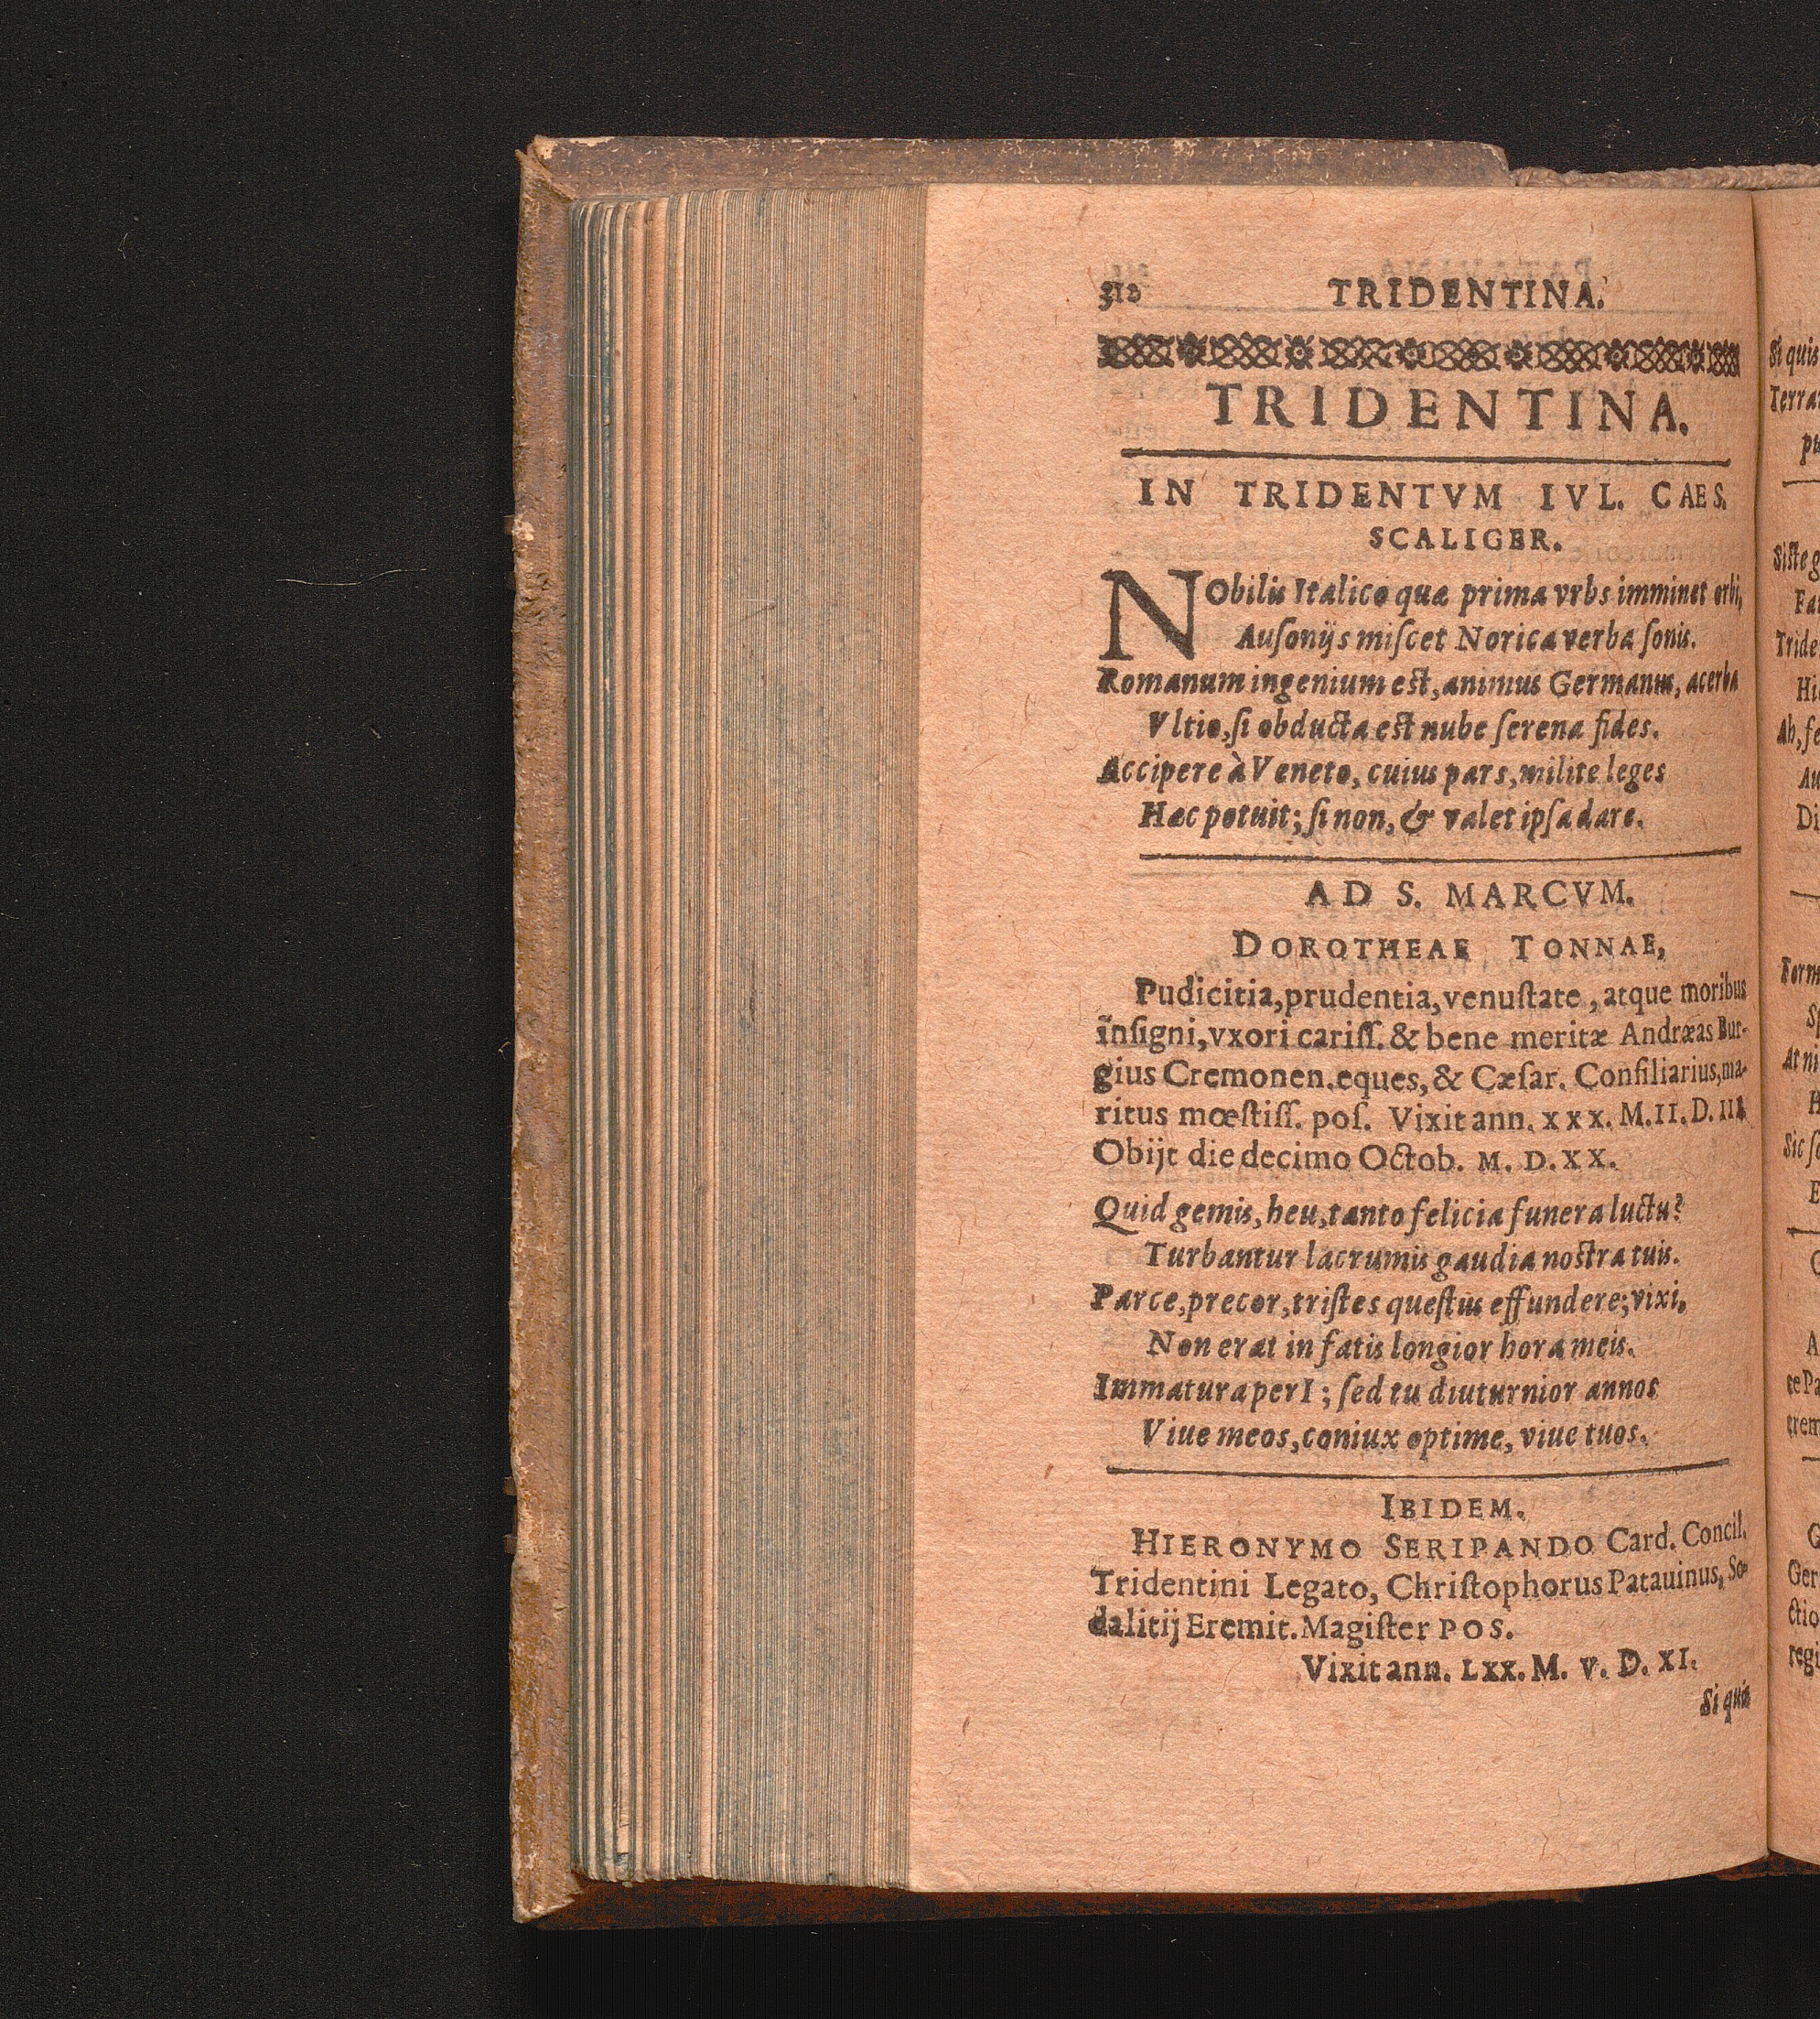 312 TRIDENTINA.
TRIDENTINA.
IN TRIDENTVM IVL. CAES.
SCALIGER.
NObilis Italico quæ prima vrbs imminet orbi,
Auſonijs miſcet Norica verba ſonis.
Romanum ingenium est, animus Germanus, acerba
Vltio, ſi obducta est nube ſerena fides.
Accipere à Veneto, cuius pars, milite leges
Hæc potuit; ſi non, & valet ipſa dare.
AD S. MARCVM.
DOROTHEAE TONNAE,
Pudicitia, prudentia, venuſtate, atque moribus
inſigni, vxori cariſſ. & bene meritæ Andræas Bur-
gius Cremonen. eques, & Cæſar. Conſiliarius, ma-
ritus mœſtiſſ. poſ. Vixit ann. XXX. M. II. D. III.
Obijt die decimo Octob. M. D. XX.
Quid gemis, heu, tanto felicia funera luctu?
Turbantur lacrumis gaudia nostra tuis.
Parce, precor, triſtes queſtus effundere; vixi,
Non erat in fatis longior hora meis.
Immatura perI; ſed tu diuturnior annos
Viue meos, coniux optime, viue tuos.
IBIDEM.
HIERONYMO SERIPANDO Card. Concil.
Tridentini Legato, Chriſtophorus Patauinus, So-
dalitij Eremit. Magiſter POS.
Vixit ann. LXX. M. V. D. XI.
Si quis
Si quis
Siſte